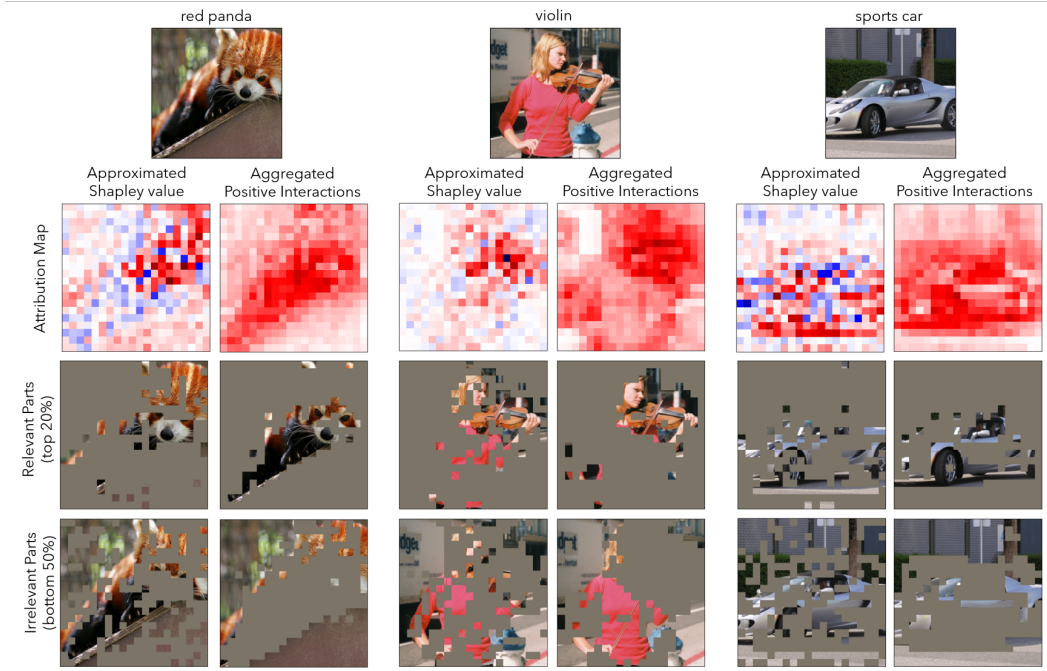 red panda
violin
sports car
Approximated
Shapley value
Aggregated
Positive Interactions
Approximated
Shapley value
Aggregated
Positive Interactions
Approximated
Shapley value
Aggregated
Positive Interactions
Attribution Map
Relevant Parts
(top 20%)
Irrelevant Parts
(bottom 50%)